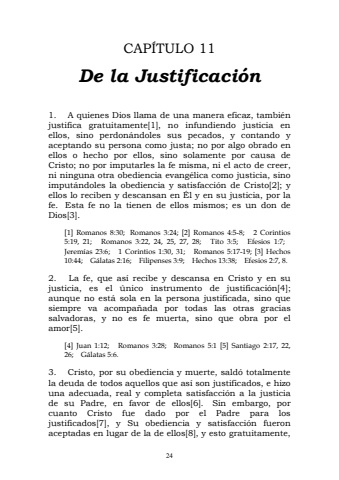 CAPÍTULO 11
De la Justificación
1. A quienes Dios llama de una manera eficaz, también
justifica gratuitamente[1], no infundiendo justicia en
ellos, sino perdonándoles sus pecados, y contando y
aceptando su persona como justa; no por algo obrado en
ellos o hecho por ellos, sino solamente por causa de
Cristo; no por imputarles la fe misma, ni el acto de creer,
ni ninguna otra obediencia evangélica como justicia, sino
imputándoles la obediencia y satisfacción de Cristo[2]; y
ellos lo reciben y descansan en Él y en su justicia, por la
fe. Esta fe no la tienen de ellos mismos; es un don de
Dios[3].
[1] Romanos 8:30; Romanos 3:24; [2] Romanos 4:5-8; 2 Corintios
5:19, 21; Romanos 3:22, 24, 25, 27, 28; Tito 3:5; Efesios 1:7;
Jeremías 23:6; 1 Corintios 1:30, 31; Romanos 5:17-19; [3] Hechos
10:44; Gálatas 2:16; Filipenses 3:9; Hechos 13:38; Efesios 2:7, 8.
2. La fe, que así recibe y descansa en Cristo y en su
justicia, es el único instrumento de justificación[4];
aunque no está sola en la persona justificada, sino que
siempre va acompañada por todas las otras gracias
salvadoras, y no es fe muerta, sino que obra por el
amor[5].
[4] Juan 1:12; Romanos 3:28; Romanos 5:1 [5] Santiago 2:17, 22,
26; Gálatas 5:6.
3. Cristo, por su obediencia y muerte, saldó totalmente
la deuda de todos aquellos que así son justificados, e hizo
una adecuada, real y completa satisfacción a la justicia
de su Padre, en favor de ellos[6]. Sin embargo, por
cuanto Cristo fue dado por el Padre para los
justificados[7], y Su obediencia y satisfacción fueron
aceptadas en lugar de la de ellos[8], y esto gratuitamente,
24